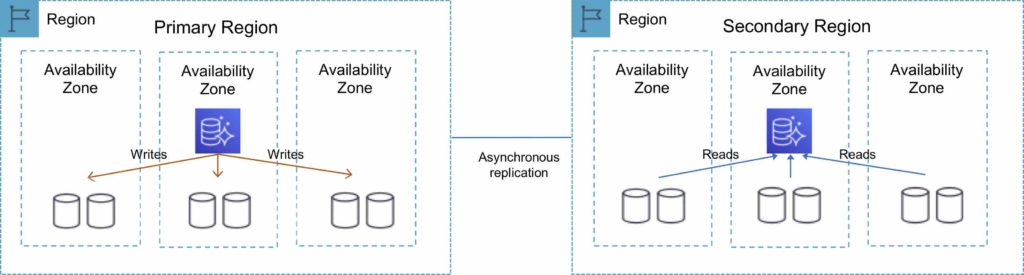 Region
Primary Region
Availability
Zone
Availability
Zone
Availability
Zone
Writes
Writes
Asynchronous
replication
Region
Secondary Region
Availability
Zone
Availability
Zone
Availability
Zone
Reads
Reads